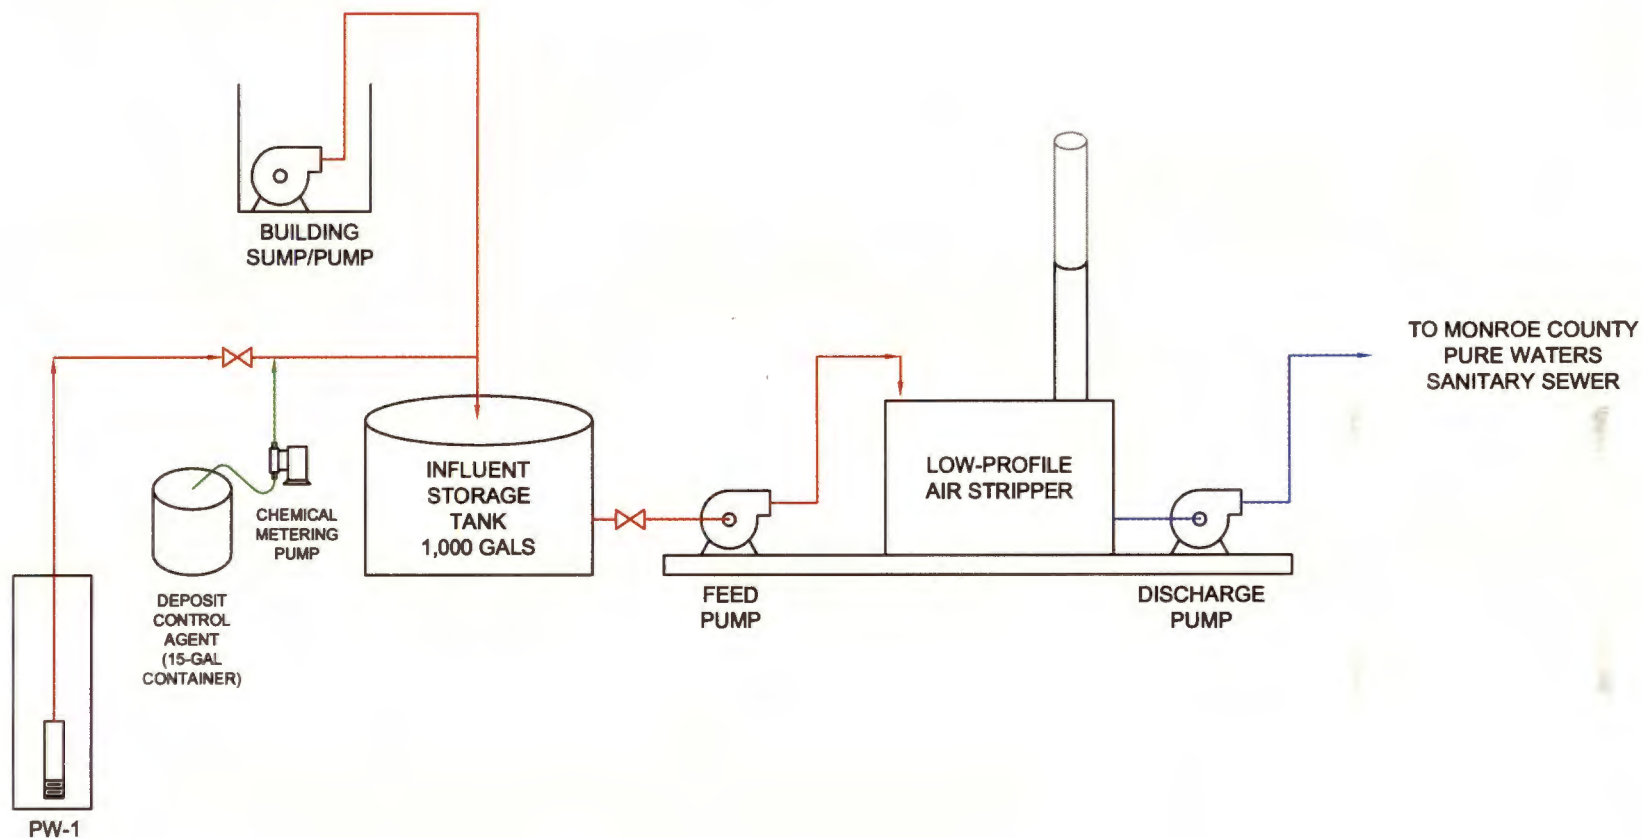 BUILDING
SUMP/PUMP
TO MONROE COUNTY
PURE WATERS
SANITARY SEWER
INFLUENT
STORAGE
TANK
1,000 GALS
LOW-PROFILE
AIR STRIPPER
CHEMICAL
METERING
PUMP
DEPOSIT
CONTROL
AGENT
(15-GAL
CONTAINER)
FEED
PUMP
DISCHARGE
PUMP
PW-1